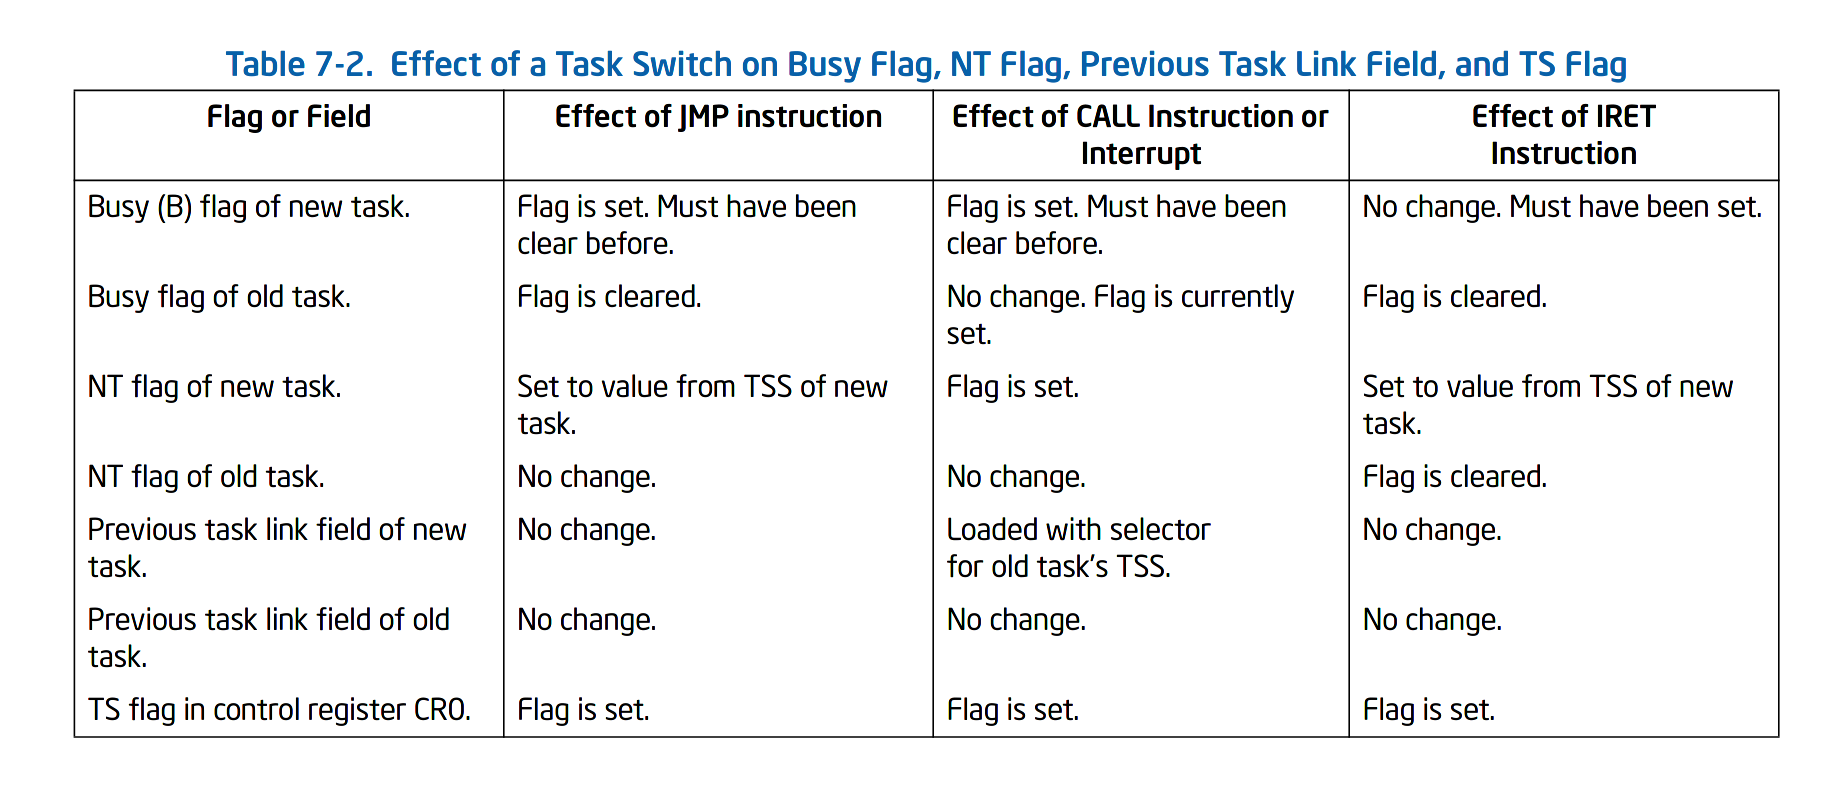 Table 7-2. Effect of a Task Switch on Busy Flag, NT Flag, Previous Task Link Field, and TS Flag
Flag or Field
Effect of JMP instruction
Effect of CALL Instruction or
Interrupt
Effect of IRET
Instruction
Busy (B) flag of new task.
Flag is set. Must have been
clear before.
Flag is set. Must have been
clear before.
No change. Must have been set.
Busy flag of old task.
Flag is cleared.
No change. Flag is currently
set.
Flag is cleared.
NT flag of new task.
Set to value from TSS of new
task.
Flag is set.
Set to value from TSS of new
task.
NT flag of old task.
No change.
No change.
Flag is cleared.
Previous task link field of new
task.
No change.
Loaded with selector
for old task's TSS.
No change.
Previous task link field of old
task.
No change.
No change.
No change.
TS flag in control register CR0.
Flag is set.
Flag is set.
Flag is set.